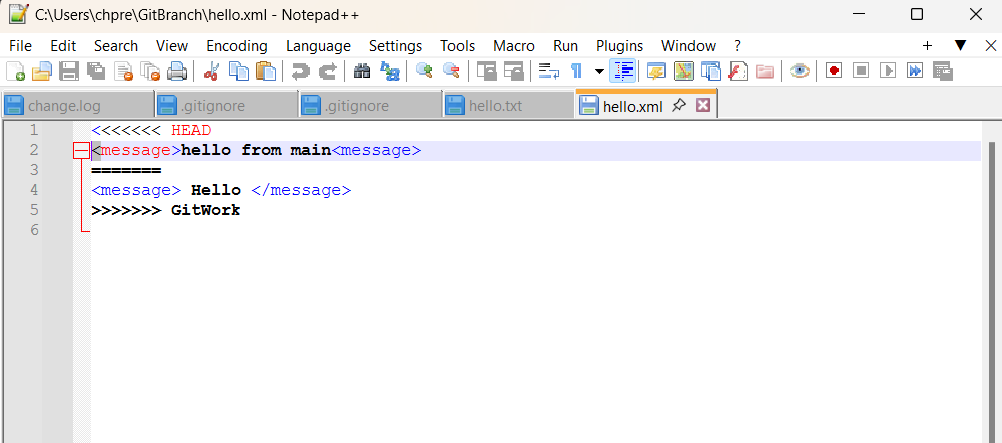 C:\Users\chpre\GitBranch\hello.xml - Notepad++
File Edit Search View Encoding Language Settings Tools Macro Run Plugins Window ?
change.log .gitignore .gitignore hello.txt hello.xml
1 <<<<<<< HEAD
2 <message>hello from main<message>
3 =======
4 <message> Hello </message>
5 >>>>>>> GitWork
6